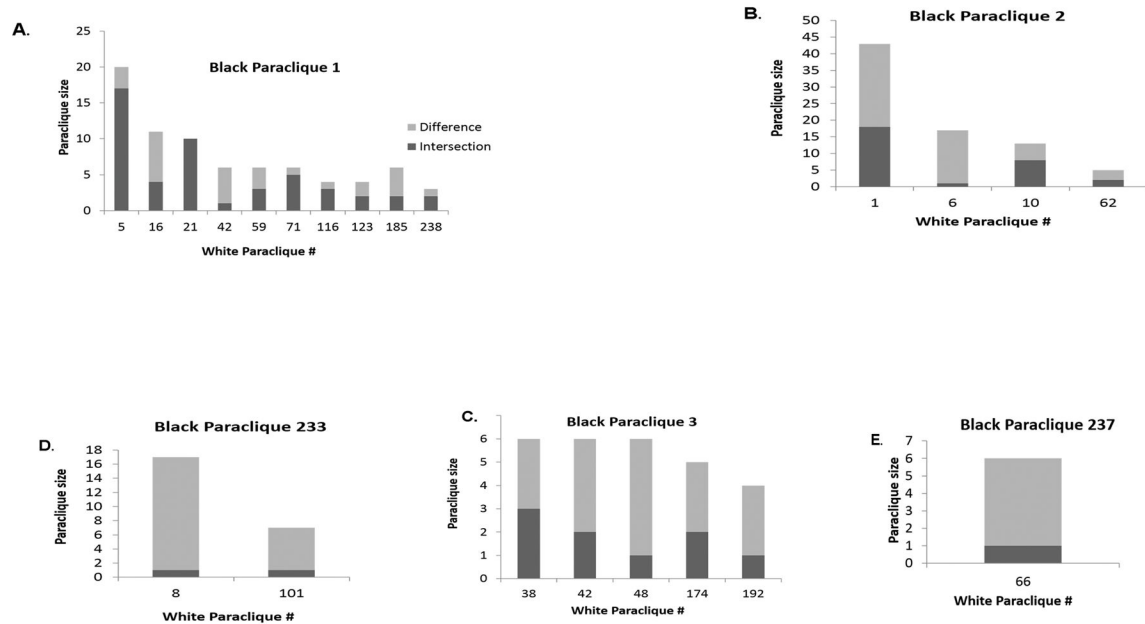 A.
Black Paraclique 1
Paraclique size
25
20
15
10
5
0
Difference
Intersection
5 16 21 42 59 71 116 123 185 238
White Paraclique #
B.
Black Paraclique 2
Paraclique size
50
45
40
35
30
25
20
15
10
5
0
1 6 10 62
White Paraclique #
D.
Black Paraclique 233
Paraclique size
18
16
14
12
10
8
6
4
2
0
8 101
White Paraclique #
C.
Black Paraclique 3
Paraclique size
6
5
4
3
2
1
0
38 42 48 174 192
White Paraclique #
E.
Black Paraclique 237
Paraclique size
7
6
5
4
3
2
1
0
66
White Paraclique #